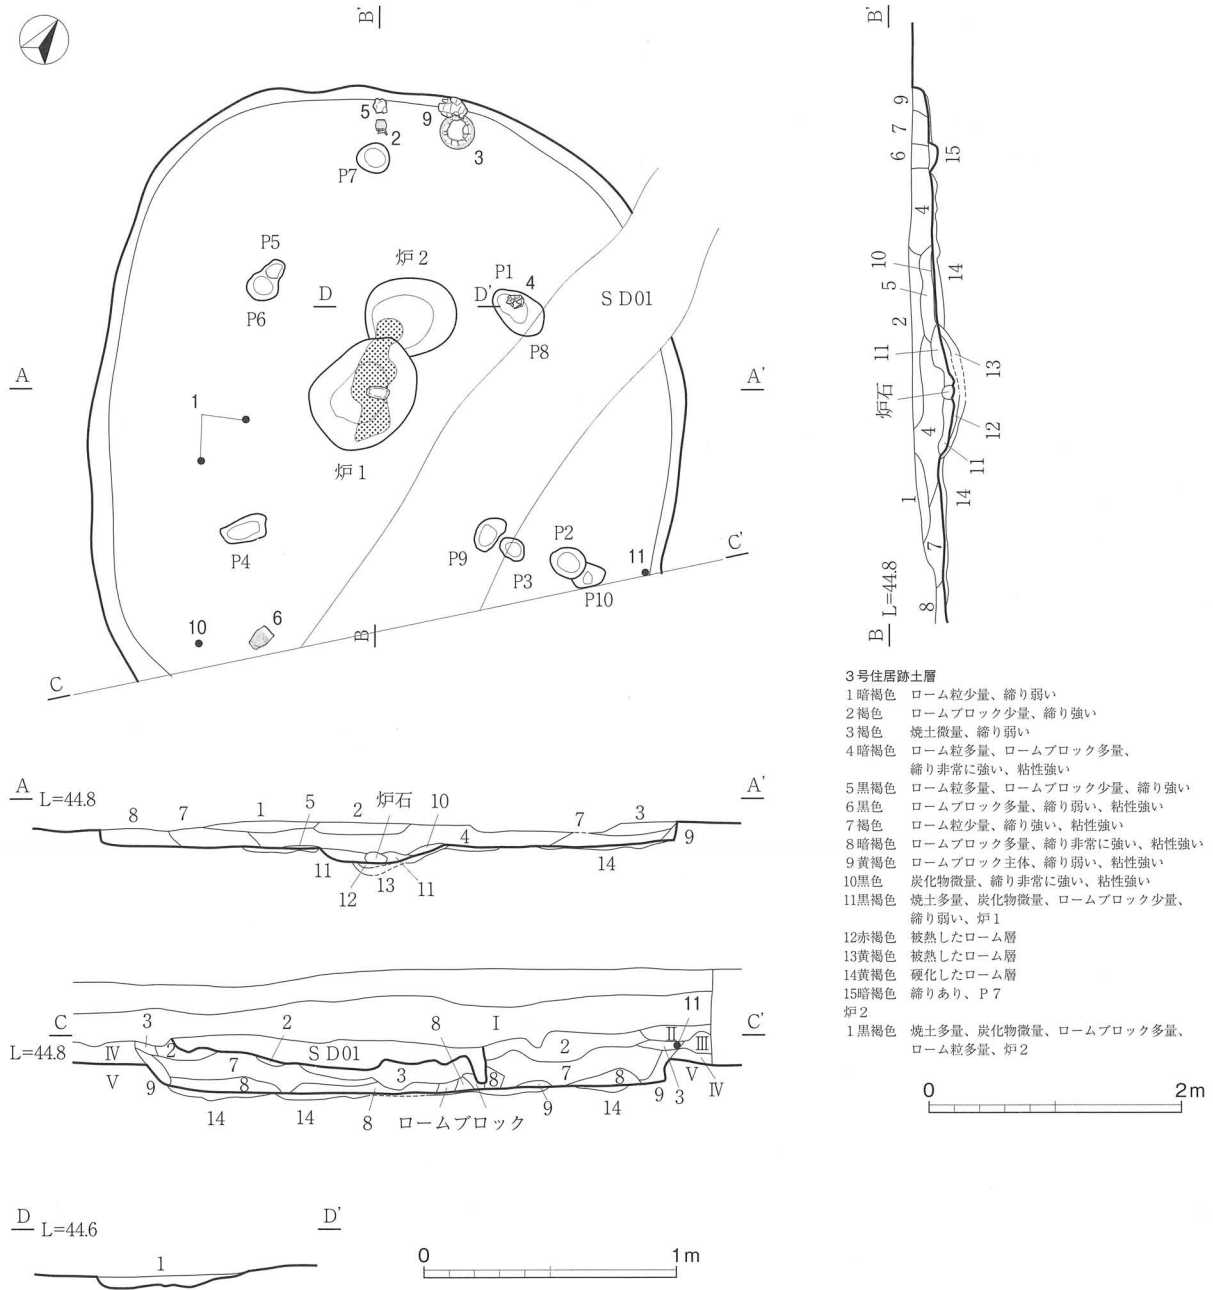 B'
5
2
9
3
P7
P5
P6
炉 2
D
D'
P1
4
P8
S D01
A
A'
1
炉 1
P4
P9
P3
P2
P10
11
C'
10
6
B
C
B'
9
7
6
15
4
10
5
14
2
11
13
炉石
12
4
11
1
14
7
8
B L=44.8
3号住居跡土層
1暗褐色 ローム粒少量、締り弱い
2褐色 ロームブロック少量、締り強い
3褐色 焼土微量、締り弱い
4暗褐色 ローム粒多量、ロームブロック多量、
締り非常に強い、粘性強い
5黒褐色 ローム粒多量、ロームブロック少量、締り強い
6黒色 ロームブロック多量、締り弱い、粘性強い
7褐色 ローム粒少量、締り強い、粘性強い
8暗褐色 ロームブロック多量、締り非常に強い、粘性強い
9黄褐色 ロームブロック主体、締り弱い、粘性強い
10黒色 炭化物微量、締り非常に強い、粘性強い
11黒褐色 焼土多量、炭化物微量、ロームブロック少量、
締り弱い、炉1
12赤褐色 被熱したローム層
13黄褐色 被熱したローム層
14黄褐色 硬化したローム層
15暗褐色 締りあり、P 7
炉2
1黒褐色 焼土多量、炭化物微量、ロームブロック多量、
ローム粒多量、炉2
0 2m
A L=44.8
A'
8 7 1 5 2 炉石 10 4 7 3 9
11 12 13 11 14
C
L=44.8
C'
3 2 2 8 I 2 II 11 III
IV V 9 7 S D01 3 8 7 8 9 3 V IV
8 14 14 8 ロームブロック 9 14
D L=44.6
D'
1
0 1m